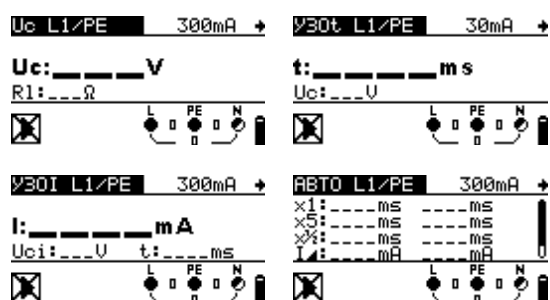 Uc L1/PE 300mA
Uc:____V
Rl:___Ω
L PE N
УЗОt L1/PE 30mA
t:____ms
Uc:___V
L PE N
УЗОI L1/PE 300mA
I:____mA
Uci:___V t:____ms
L PE N
АВТО L1/PE 300mA
x1:____ms ____ms
x5:____ms ____ms
x½:____ms ____ms
I◢:____mA ____mA
L PE N